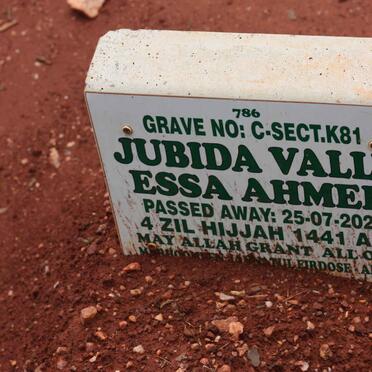 786
GRAVE NO: C-SECT.K81
JUBIDA VALL
ESSA AHME
PASSED AWAY: 25-07-202
4 ZIL HIJJAH 1441 A
MAY ALLAH GRANT ALL O
FIRDOSE, A